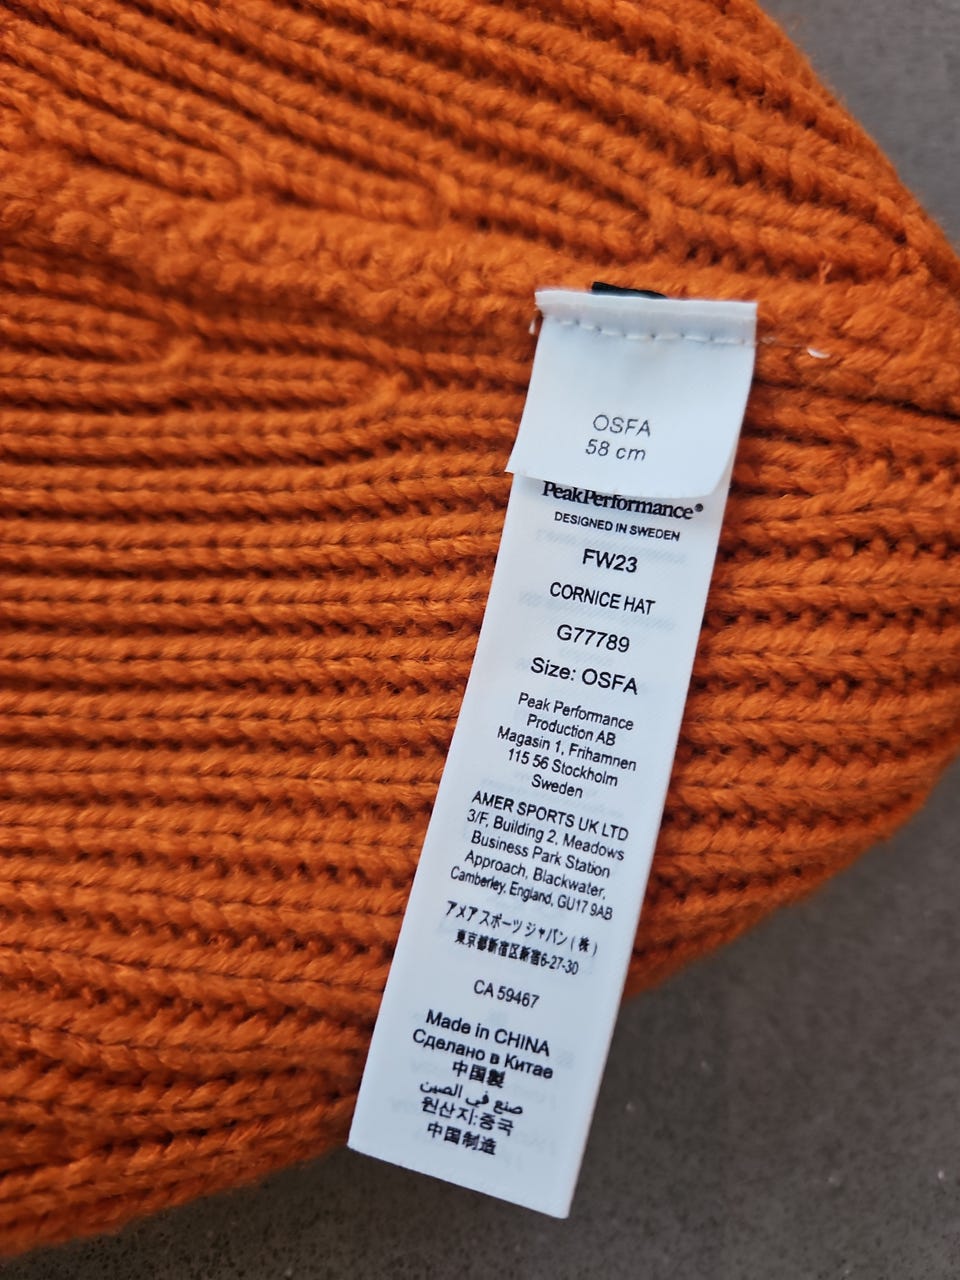 OSFA
58 cm
PeakPerformance®
DESIGNED IN SWEDEN
FW23
CORNICE HAT
G77789
Size: OSFA
Peak Performance
Production AB
Magasin 1, Frihamnen
115 56 Stockholm
Sweden
AMER SPORTS UK LTD
3/F, Building 2, Meadows
Business Park Station
Approach, Blackwater,
Camberley, England, GU17 9AB
アメアスポーツジャパン(株)
東京都新宿区新宿6-27-30
CA 59467
Made in CHINA
Сделано в Китае
中国製
صنع في الصين
원산지:중국
中国制造